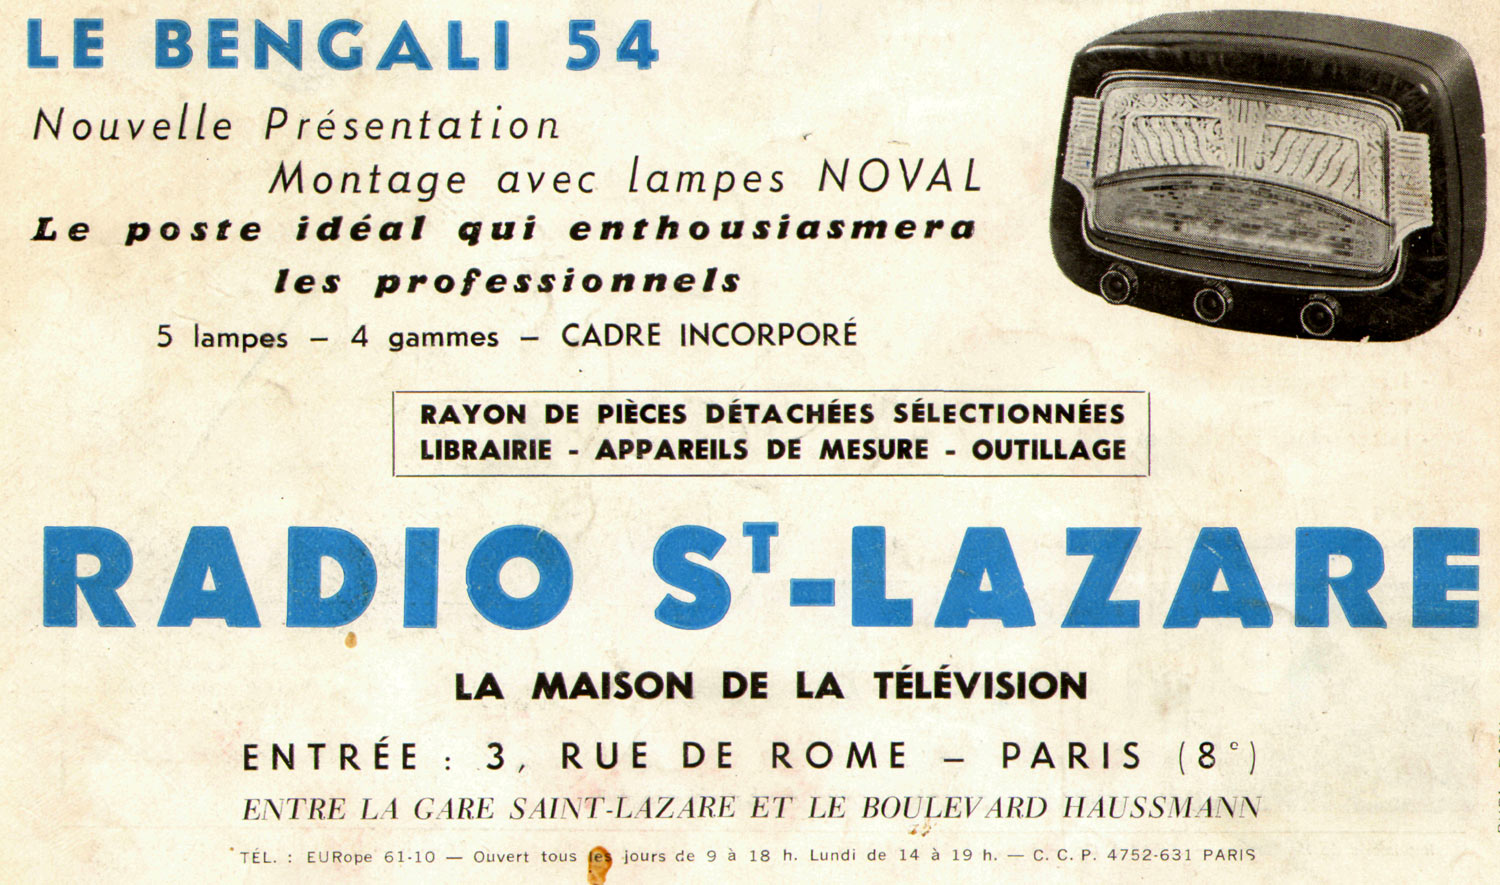 LE BENGALI 54
Nouvelle Présentation
Montage avec lampes NOVAL
Le poste idéal qui enthousiasmera
les professionnels
5 lampes – 4 gammes – CADRE INCORPORÉ
RAYON DE PIÈCES DÉTACHÉES SÉLECTIONNÉES
LIBRAIRIE - APPAREILS DE MESURE - OUTILLAGE
RADIO ST-LAZARE
LA MAISON DE LA TÉLÉVISION
ENTRÉE : 3, RUE DE ROME – PARIS (8e)
ENTRE LA GARE SAINT-LAZARE ET LE BOULEVARD HAUSSMANN
TÉL. : EURope 61-10 — Ouvert tous les jours de 9 à 18 h. Lundi de 14 à 19 h. — C. C. P. 4752-631 PARIS